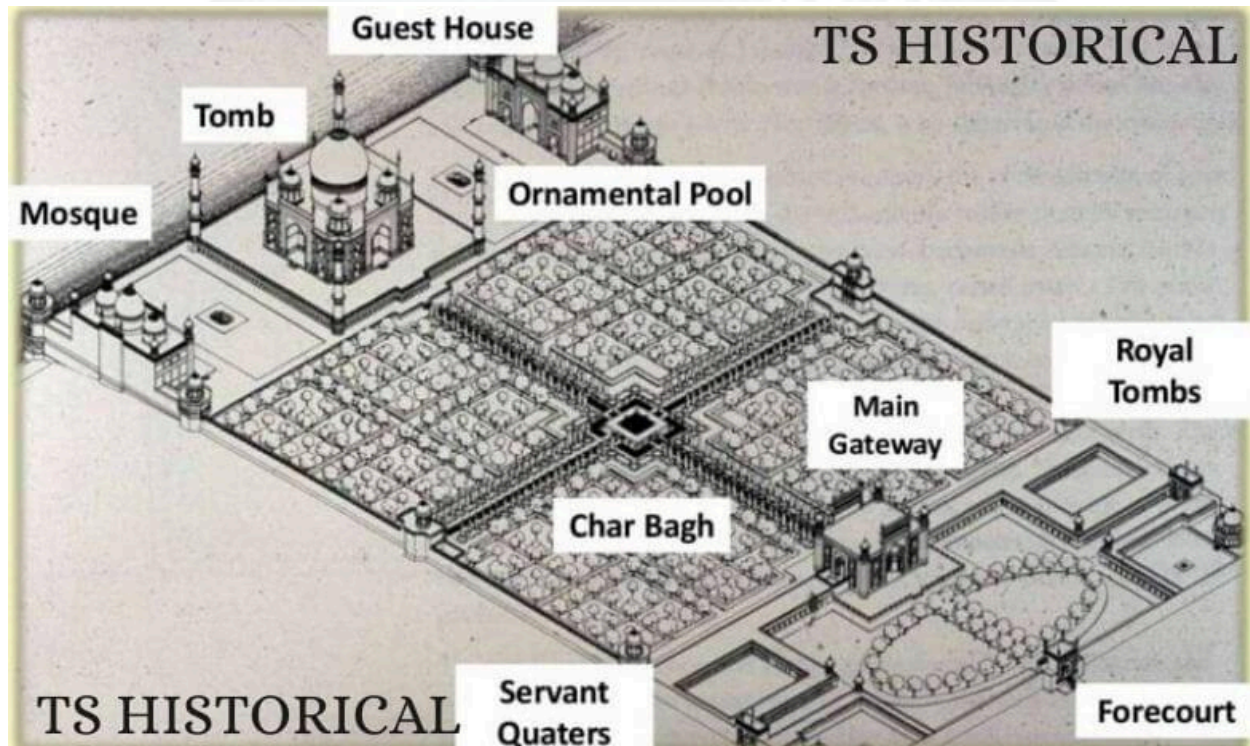 Guest House
TS HISTORICAL
Tomb
Mosque
Ornamental Pool
Royal
Tombs
Main
Gateway
Char Bagh
Servant
Quaters
Forecourt
TS HISTORICAL